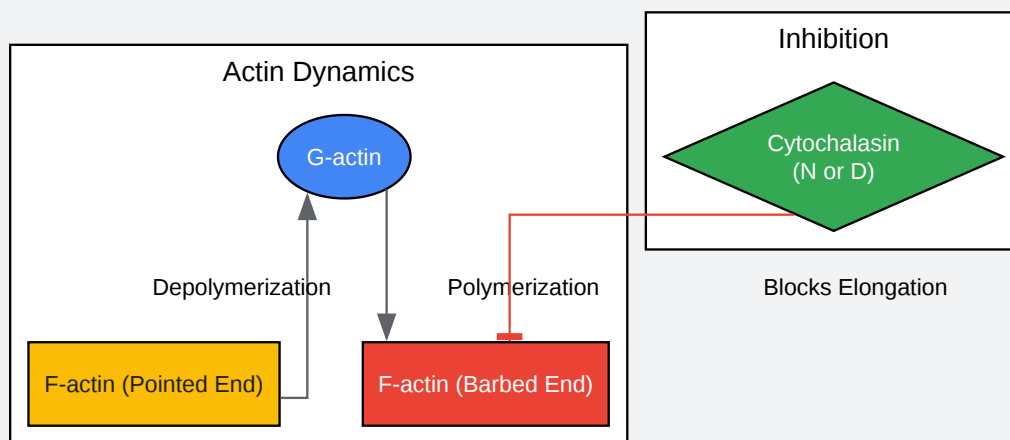 Inhibition
Actin Dynamics
G-actin
Cytochalasin
(N or D)
Depolymerization
Polymerization
Blocks Elongation
F-actin (Pointed End)
F-actin (Barbed End)